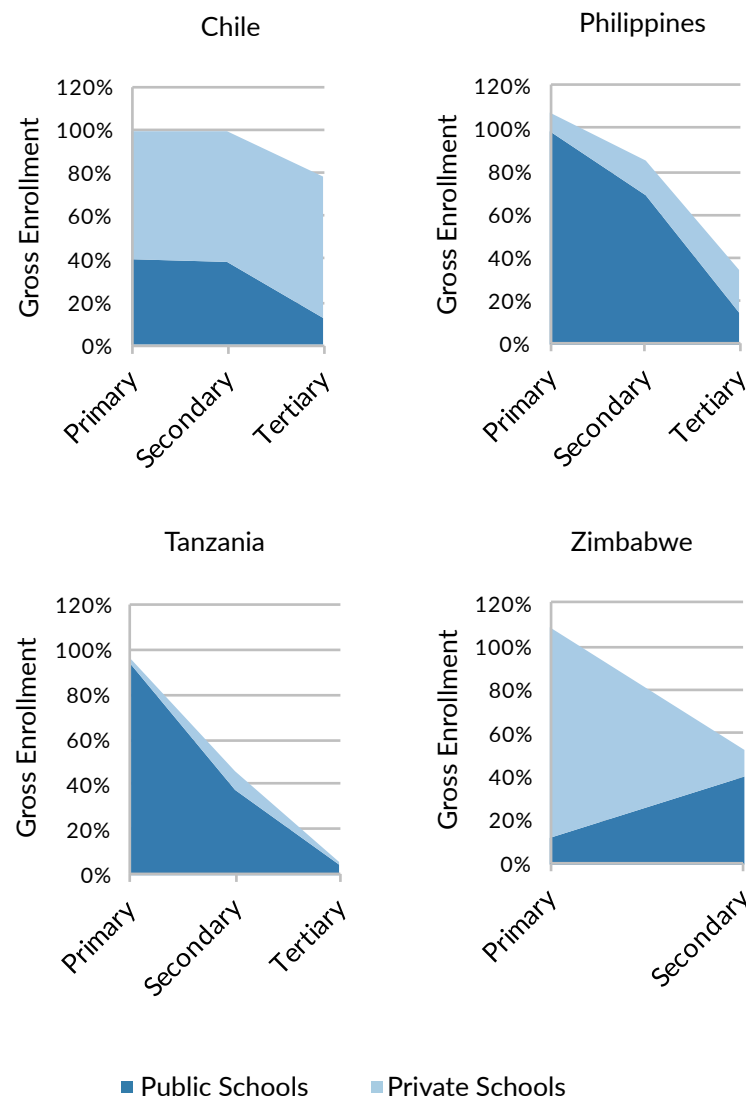 Chile
Philippines
Gross Enrollment
120%
100%
80%
60%
40%
20%
0%
Primary
Secondary
Tertiary
Gross Enrollment
120%
100%
80%
60%
40%
20%
0%
Primary
Secondary
Tertiary
Tanzania
Zimbabwe
Gross Enrollment
120%
100%
80%
60%
40%
20%
0%
Primary
Secondary
Tertiary
Gross Enrollment
120%
100%
80%
60%
40%
20%
0%
Primary
Secondary
Public Schools
Private Schools